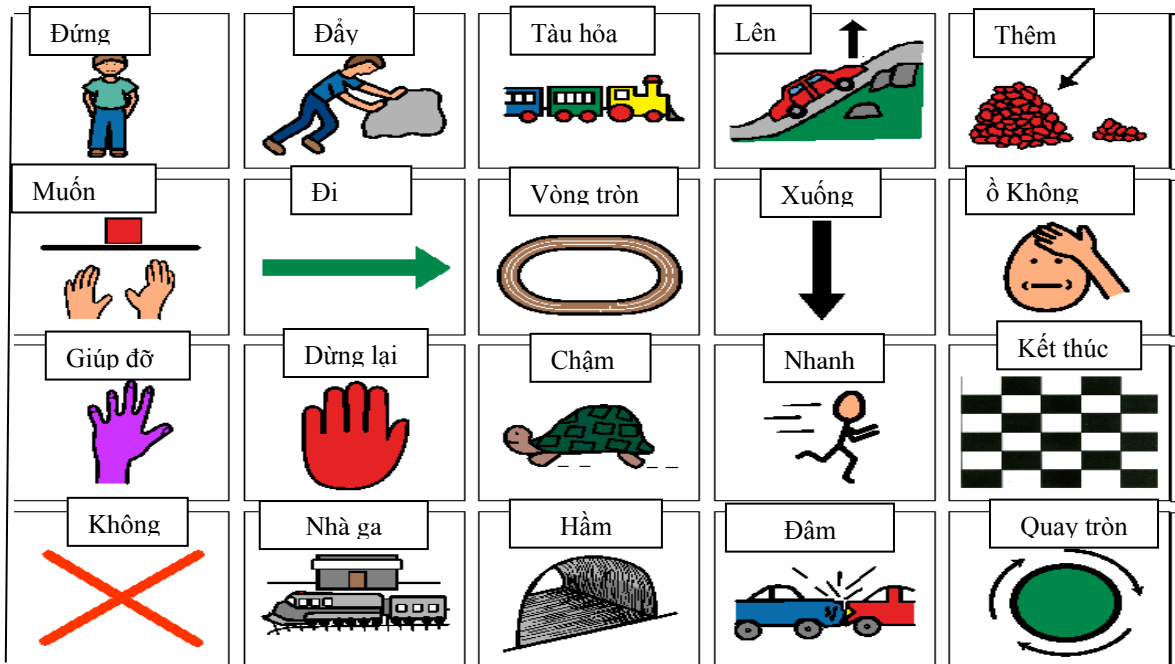 Đứng
Đẩy
Tàu hỏa
Lên
Thêm
Muốn
Đi
Vòng tròn
Xuống
ồ Không
Giúp đỡ
Dừng lại
Chậm
Nhanh
Kết thúc
Không
Nhà ga
Hầm
Đâm
Quay tròn